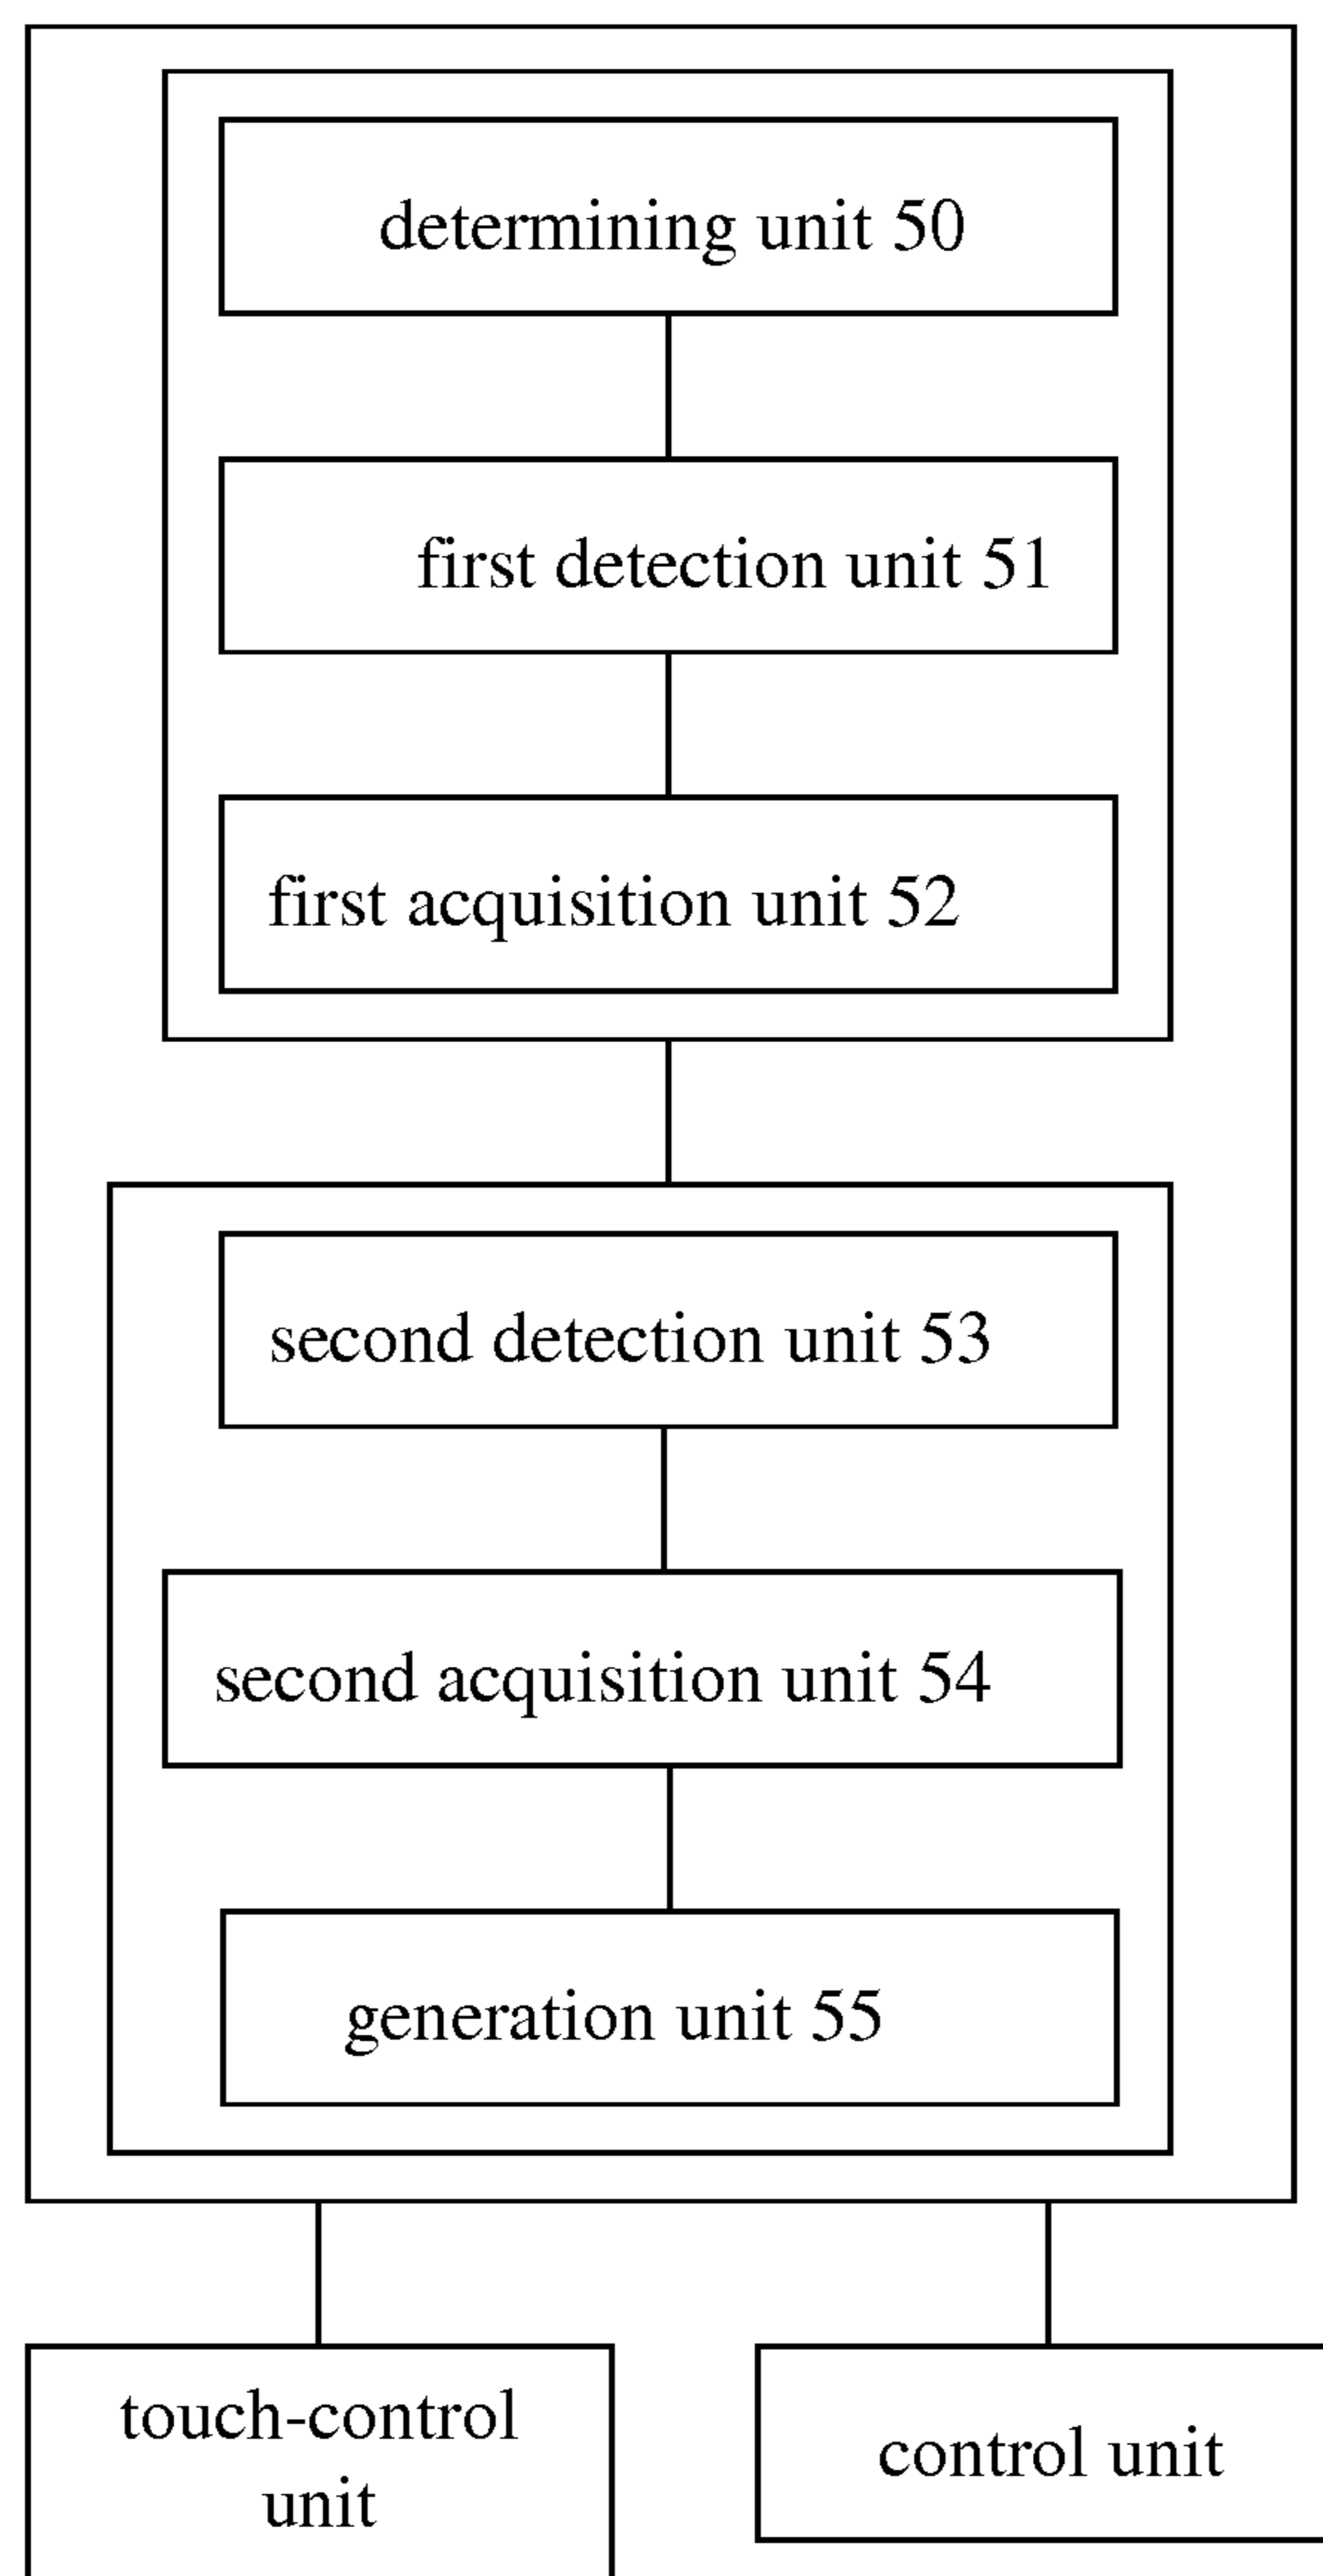 determining unit 50
first detection unit 51
first acquisition unit 52
second detection unit 53
second acquisition unit 54
generation unit 55
touch-control
unit
control unit